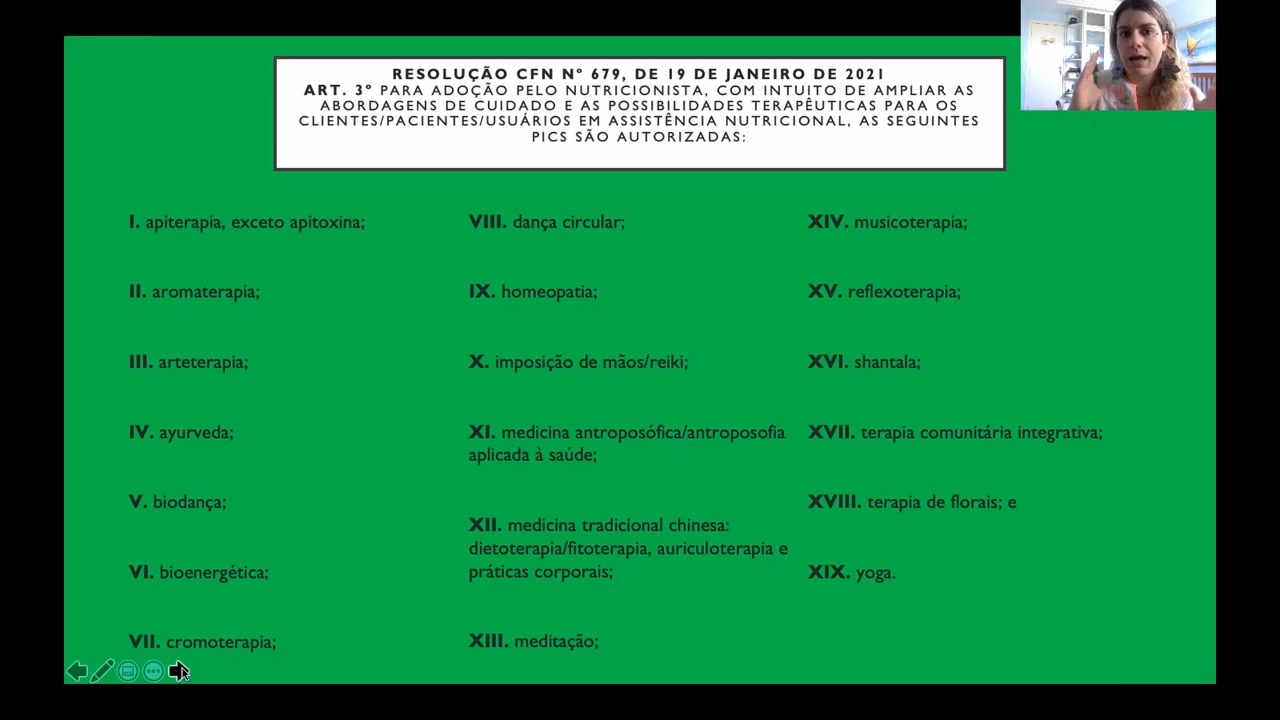 RESOLUÇÃO CFN Nº 679, DE 19 DE JANEIRO DE 2021
ART. 3º PARA ADOÇÃO PELO NUTRICIONISTA, COM INTUITO DE AMPLIAR AS
ABORDAGENS DE CUIDADO E AS POSSIBILIDADES TERAPÊUTICAS PARA OS
CLIENTES/PACIENTES/USUÁRIOS EM ASSISTÊNCIA NUTRICIONAL, AS SEGUINTES
PICS SÃO AUTORIZADAS:
I. apiterapia, exceto apitoxina;
II. aromaterapia;
III. arteterapia;
IV. ayurveda;
V. biodança;
VI. bioenergética;
VII. cromoterapia;
VIII. dança circular;
IX. homeopatia;
X. imposição de mãos/reiki;
XI. medicina antroposófica/antroposofia
aplicada à saúde;
XII. medicina tradicional chinesa:
dietoterapia/fitoterapia, auriculoterapia e
práticas corporais;
XIII. meditação;
XIV. musicoterapia;
XV. reflexoterapia;
XVI. shantala;
XVII. terapia comunitária integrativa;
XVIII. terapia de florais; e
XIX. yoga.